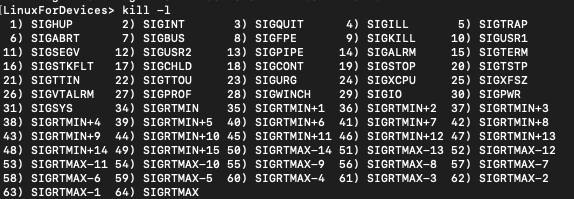 [LinuxForDevices> kill -l
1) SIGHUP 2) SIGINT 3) SIGQUIT 4) SIGILL 5) SIGTRAP
6) SIGABRT 7) SIGBUS 8) SIGFPE 9) SIGKILL 10) SIGUSR1
11) SIGSEGV 12) SIGUSR2 13) SIGPIPE 14) SIGALRM 15) SIGTERM
16) SIGSTKFLT 17) SIGCHLD 18) SIGCONT 19) SIGSTOP 20) SIGTSTP
21) SIGTTIN 22) SIGTTOU 23) SIGURG 24) SIGXCPU 25) SIGXFSZ
26) SIGVTALRM 27) SIGPROF 28) SIGWINCH 29) SIGIO 30) SIGPWR
31) SIGSYS 34) SIGRTMIN 35) SIGRTMIN+1 36) SIGRTMIN+2 37) SIGRTMIN+3
38) SIGRTMIN+4 39) SIGRTMIN+5 40) SIGRTMIN+6 41) SIGRTMIN+7 42) SIGRTMIN+8
43) SIGRTMIN+9 44) SIGRTMIN+10 45) SIGRTMIN+11 46) SIGRTMIN+12 47) SIGRTMIN+13
48) SIGRTMIN+14 49) SIGRTMIN+15 50) SIGRTMAX-14 51) SIGRTMAX-13 52) SIGRTMAX-12
53) SIGRTMAX-11 54) SIGRTMAX-10 55) SIGRTMAX-9 56) SIGRTMAX-8 57) SIGRTMAX-7
58) SIGRTMAX-6 59) SIGRTMAX-5 60) SIGRTMAX-4 61) SIGRTMAX-3 62) SIGRTMAX-2
63) SIGRTMAX-1 64) SIGRTMAX